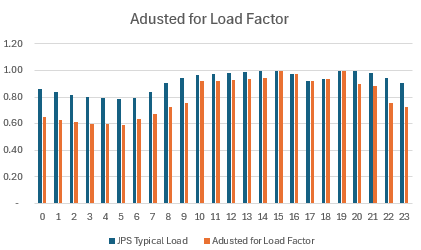 Adusted for Load Factor
1.20
1.00
0.80
0.60
0.40
0.20
-
0 1 2 3 4 5 6 7 8 9 10 11 12 13 14 15 16 17 18 19 20 21 22 23
JPS Typical Load Adusted for Load Factor